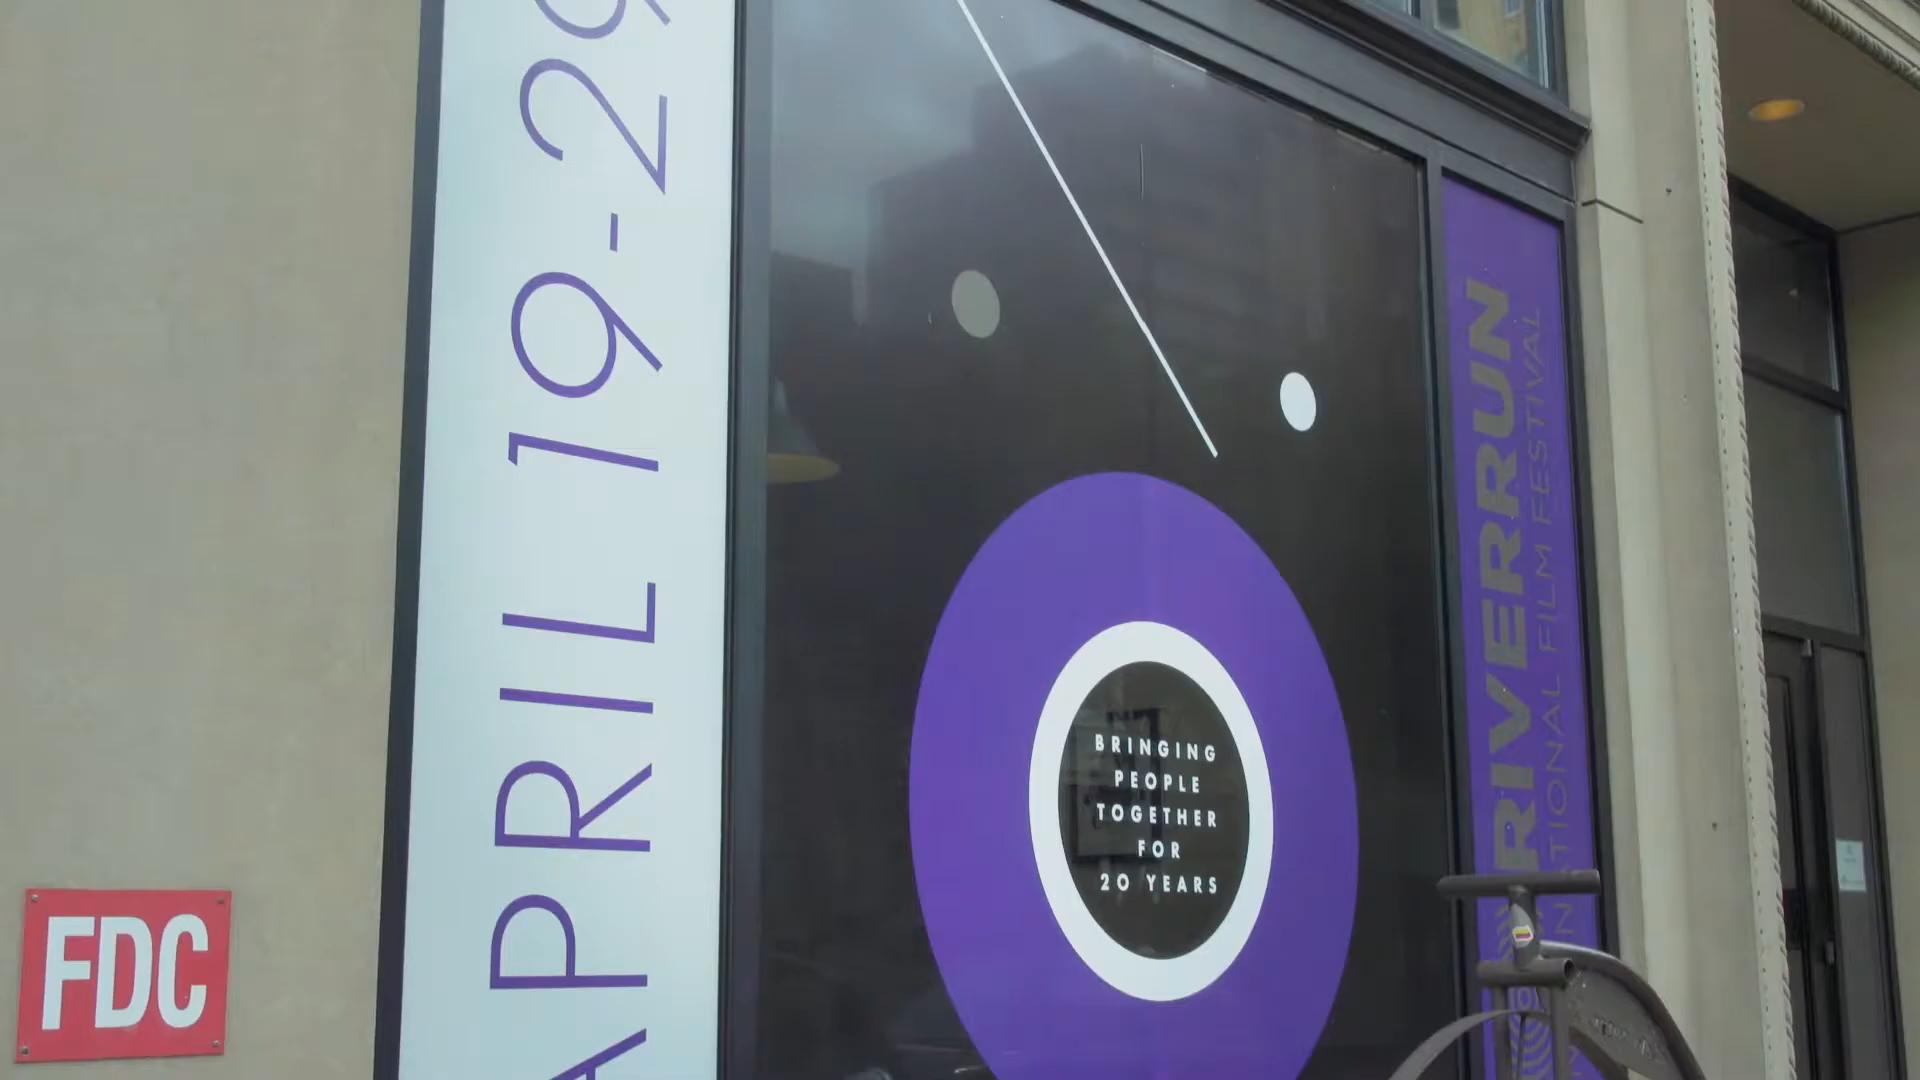 APRIL 19-29
BRINGING
PEOPLE
TOGETHER
FOR
20 YEARS
RIVERRUN
FILM FESTIVAL
FDC